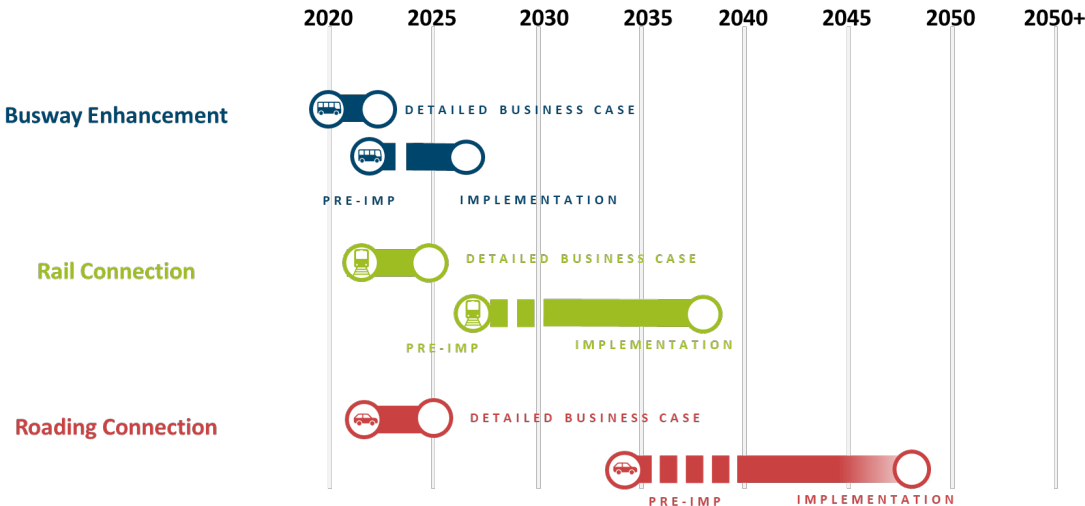 2020 2025 2030 2035 2040 2045 2050 2050+
Busway Enhancement
DETAILED BUSINESS CASE
PRE-IMP IMPLEMENTATION
Rail Connection
DETAILED BUSINESS CASE
PRE-IMP IMPLEMENTATION
Roading Connection
DETAILED BUSINESS CASE
PRE-IMP IMPLEMENTATION